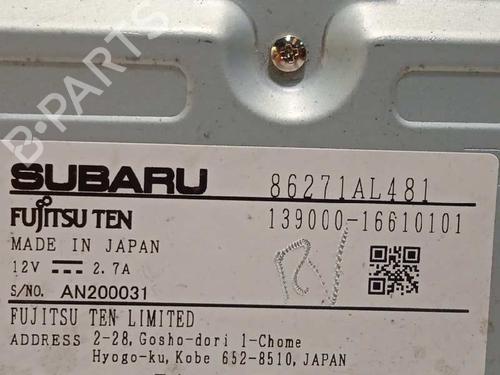 B-PARTS
SUBARU 86271AL481
FUJITSU TEN 139000-16610101
MADE IN JAPAN
12V 2.7A
S/NO. AN200031
FUJITSU TEN LIMITED
ADDRESS 2-28, Gosho-dori 1-Chome
Hyogo-ku, Kobe 652-8510, JAPAN